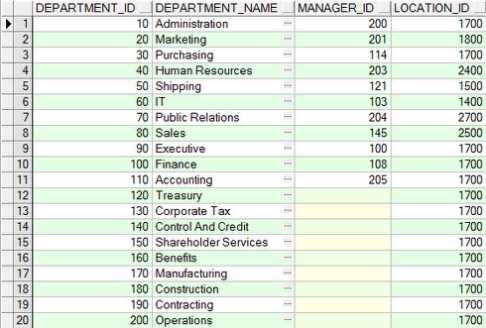 DEPARTMENT_ID DEPARTMENT_NAME MANAGER_ID LOCATION_ID
1 10 Administration ... 200 1700
2 20 Marketing ... 201 1800
3 30 Purchasing ... 114 1700
4 40 Human Resources ... 203 2400
5 50 Shipping ... 121 1500
6 60 IT ... 103 1400
7 70 Public Relations ... 204 2700
8 80 Sales ... 145 2500
9 90 Executive ... 100 1700
10 100 Finance ... 108 1700
11 110 Accounting ... 205 1700
12 120 Treasury ... 1700
13 130 Corporate Tax ... 1700
14 140 Control And Credit ... 1700
15 150 Shareholder Services ... 1700
16 160 Benefits ... 1700
17 170 Manufacturing ... 1700
18 180 Construction ... 1700
19 190 Contracting ... 1700
20 200 Operations ... 1700